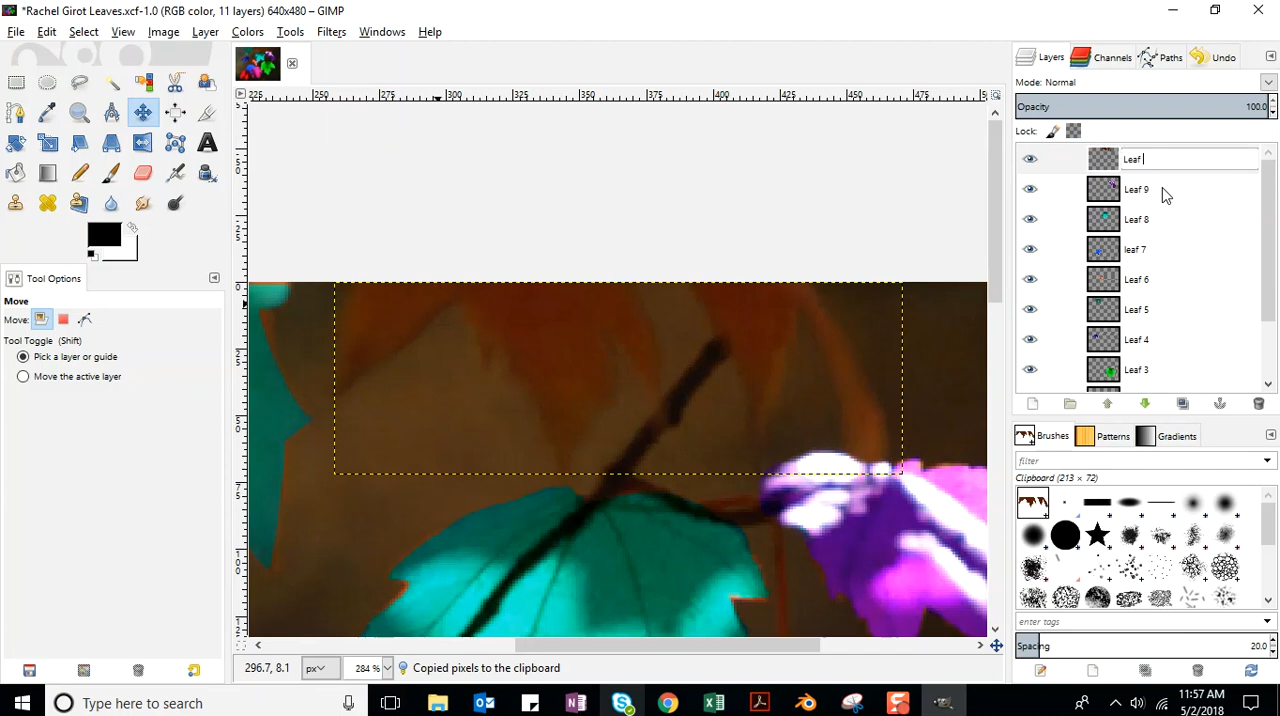 *Rachel Girot Leaves.xcf-1.0 (RGB color, 11 layers) 640x480 – GIMP
File Edit Select View Image Layer Colors Tools Filters Windows Help
Layers Channels Paths Undo
Mode: Normal
Opacity 100.0
Lock:
225 250 275 300 325 350 375 400 425 450 475
Leaf
Leaf 9
Leaf 8
leaf 7
Leaf 6
Leaf 5
Leaf 4
Leaf 3
Tool Options
Move
Move:
Tool Toggle (Shift)
Pick a layer or guide
Move the active layer
Brushes Patterns Gradients
filter
Clipboard (213 × 72)
enter tags
Spacing 20.0
296.7, 8.1 px 284 % Copied pixels to the clipboard
Type here to search
11:57 AM
5/2/2018